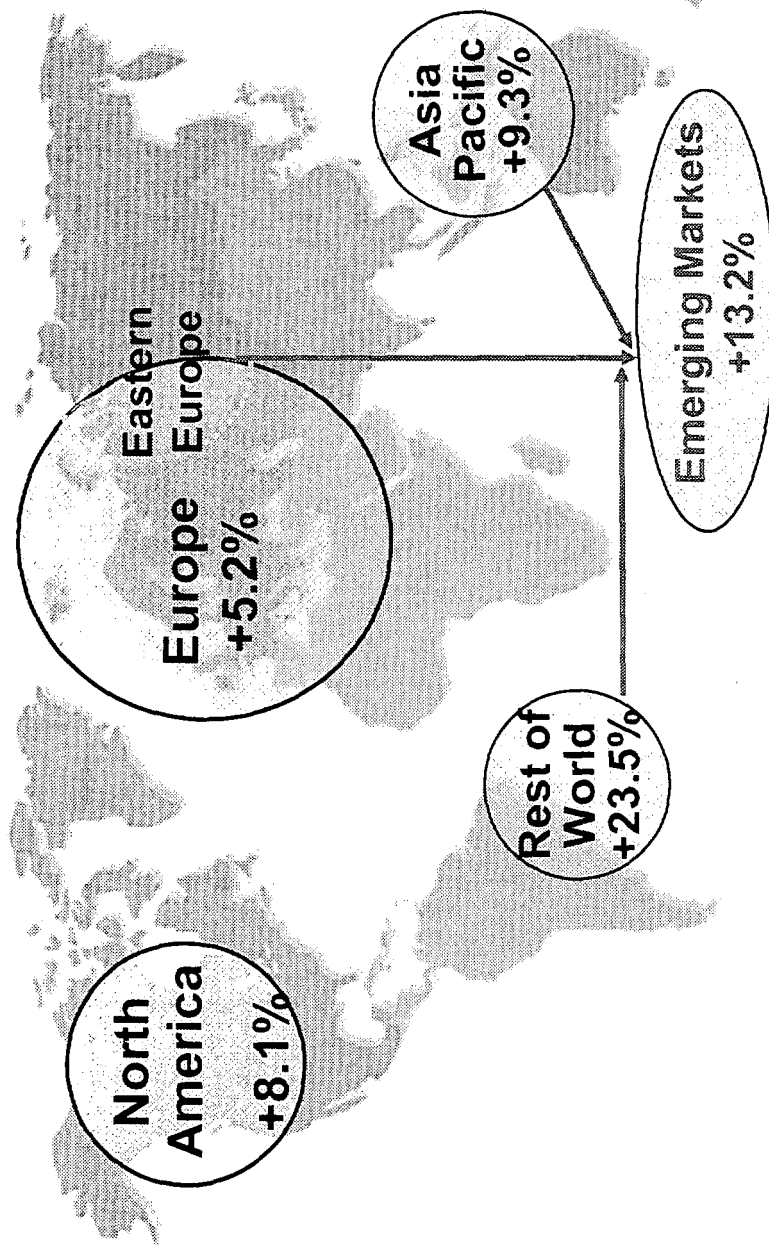 North
America
+8.1%
Europe
+5.2%
Eastern
Europe
Asia
Pacific
+9.3%
Rest of
World
+23.5%
Emerging Markets
+13.2%